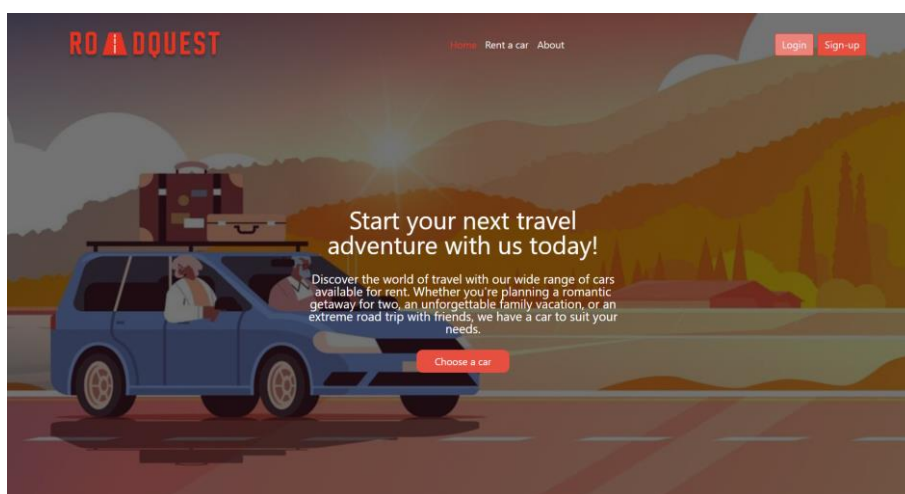 ROADQUEST
Home Rent a car About
Login Sign-up
Start your next travel
adventure with us today!
Discover the world of travel with our wide range of cars
available for rent. Whether you're planning a romantic
getaway for two, an unforgettable family vacation, or an
extreme road trip with friends, we have a car to suit your
needs.
Choose a car